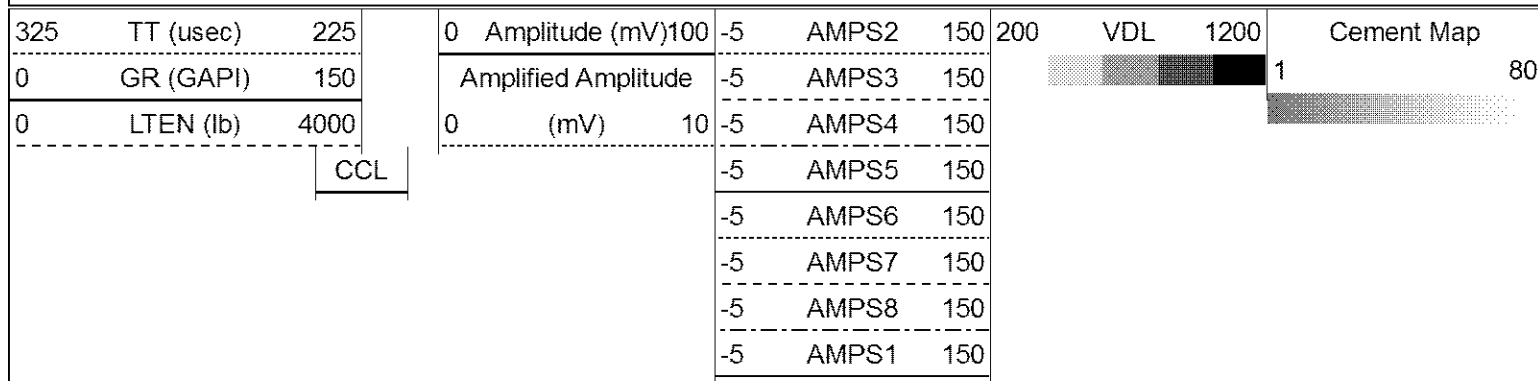 325 TT (usec) 225 0 Amplitude (mV)100 -5 AMPS2 150 200 VDL 1200 Cement Map
0 GR (GAPI) 150 Amplified Amplitude -5 AMPS3 150 1 80
0 LTEN (lb) 4000 0 (mV) 10 -5 AMPS4 150
CCL -5 AMPS5 150
-5 AMPS6 150
-5 AMPS7 150
-5 AMPS8 150
-5 AMPS1 150